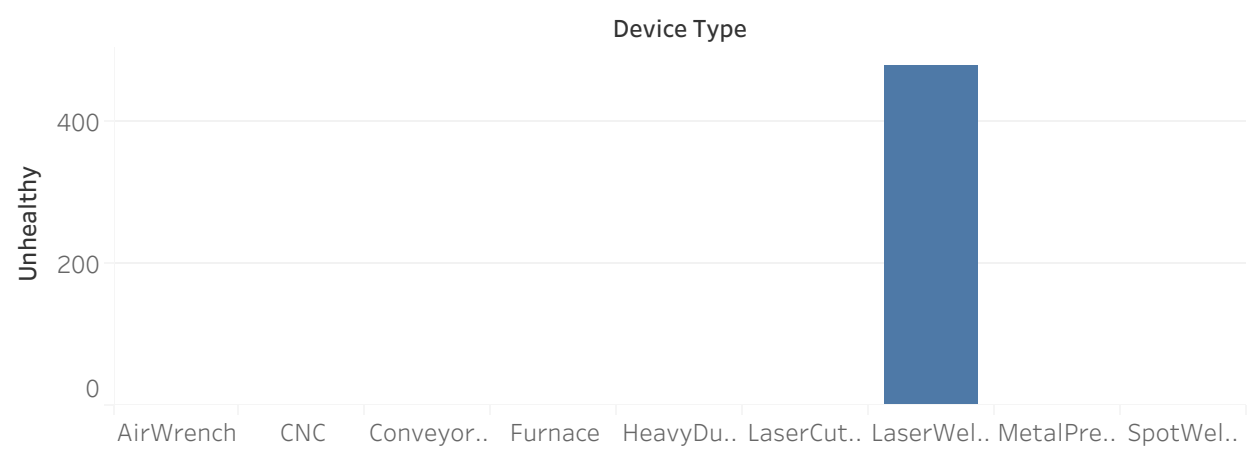 Device Type
Unhealthy
400
200
0
AirWrench CNC Conveyor.. Furnace HeavyDu.. LaserCut.. LaserWel.. MetalPre.. SpotWel..